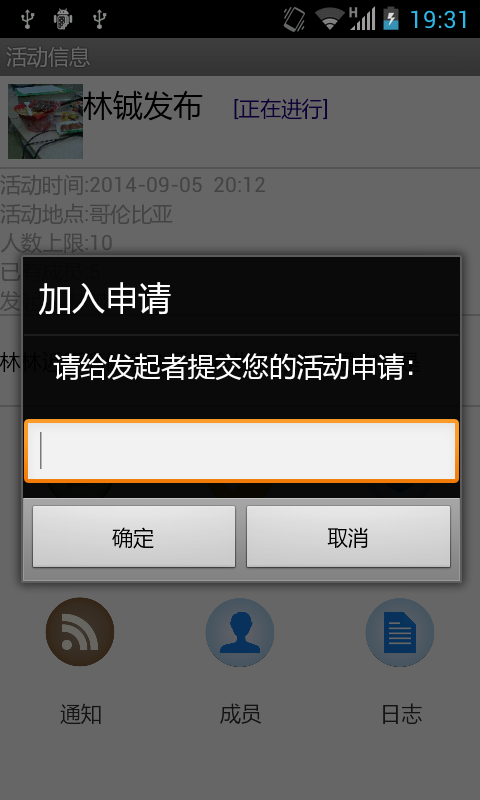 H 19:31
活动信息
林铖发布 [正在进行]
活动时间:2014-09-05 20:12
活动地点:哥伦比亚
人数上限:10
已
发
加入申请
林
请给发起者提交您的活动申请:
确定 取消
通知 成员 日志